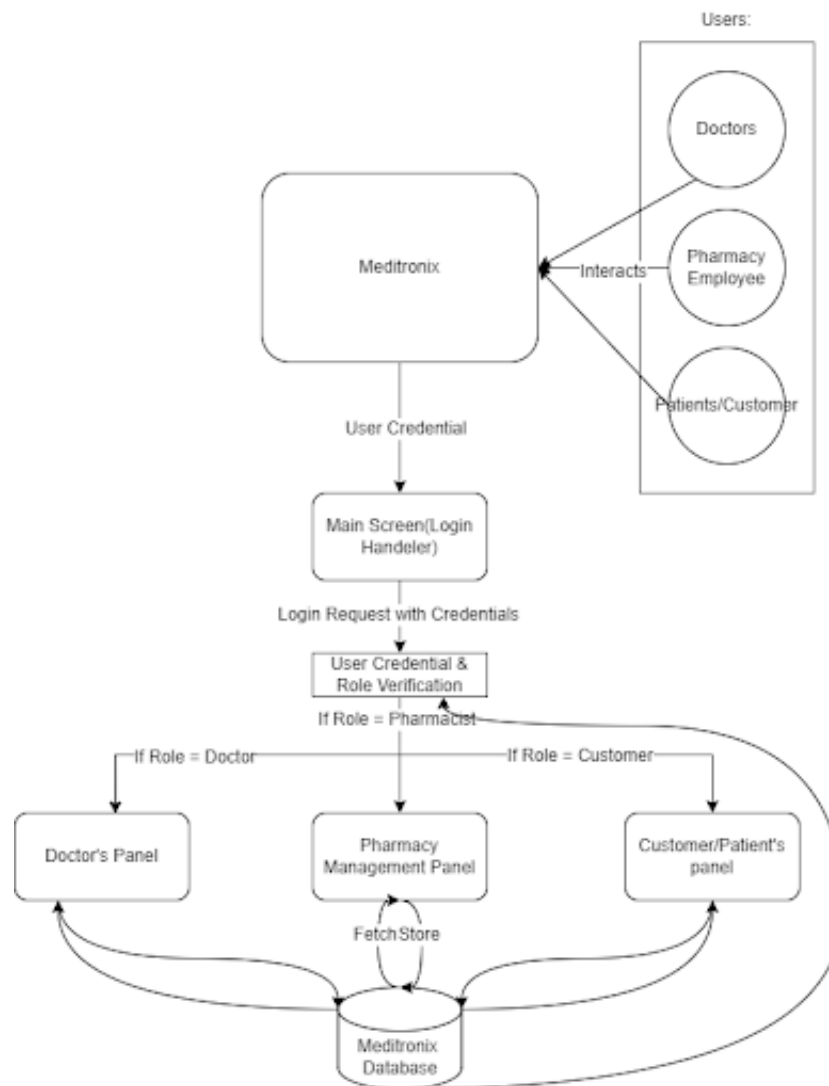 Users:
Doctors
Meditronix
Interacts
Pharmacy
Employee
Patients/Customer
User Credential
Main Screen(Login
Handeler)
Login Request with Credentials
User Credential &
Role Verification
If Role = Pharmacist
If Role = Doctor
If Role = Customer
Doctor's Panel
Pharmacy
Management Panel
Customer/Patient's
panel
Fetch Store
Meditronix
Database